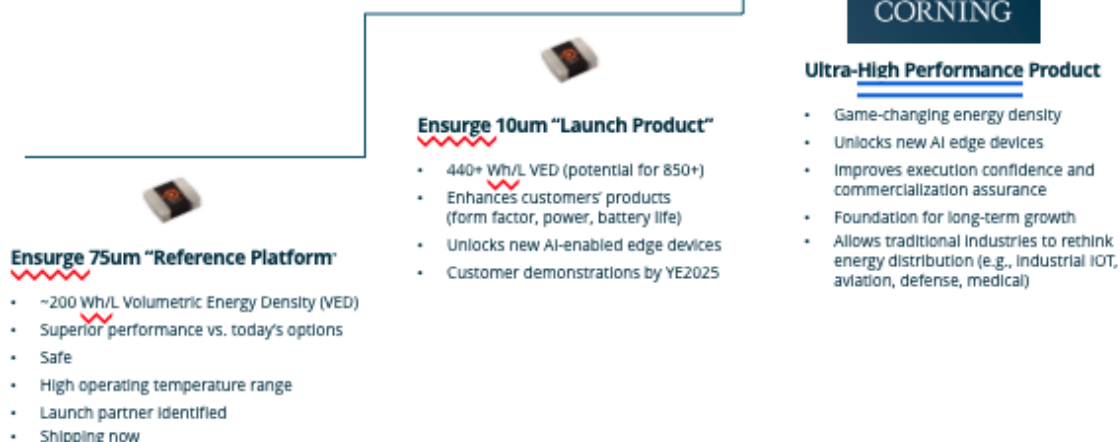 CORNING
Ultra-High Performance Product
• Game-changing energy density
• Unlocks new AI edge devices
• Improves execution confidence and
commercialization assurance
• Foundation for long-term growth
• Allows traditional industries to rethink
energy distribution (e.g., industrial IOT,
aviation, defense, medical)
Ensurge 10um “Launch Product”
• 440+ Wh/L VED (potential for 850+)
• Enhances customers’ products
(form factor, power, battery life)
• Unlocks new AI-enabled edge devices
• Customer demonstrations by YE2025
Ensurge 75um “Reference Platform”
• ~200 Wh/L Volumetric Energy Density (VED)
• Superior performance vs. today’s options
• Safe
• High operating temperature range
• Launch partner identified
• Shipping now